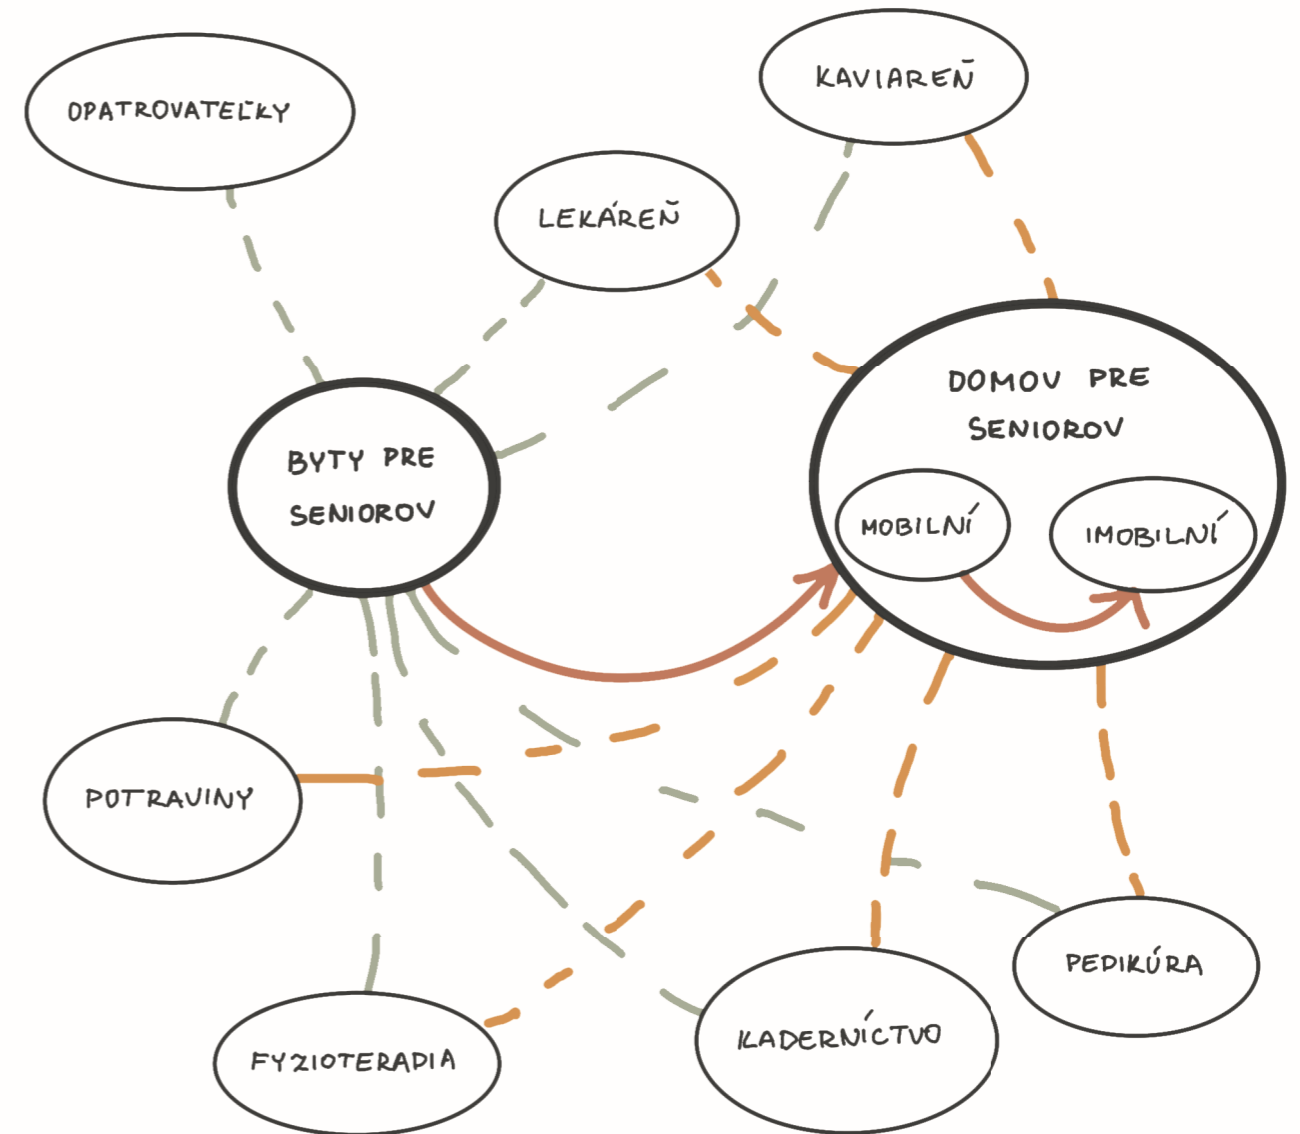 OPATROVATEĽKY
KAVIAREŇ
LEKÁREŇ
DOMOV PRE
SENIOROV
BYTY PRE
SENIOROV
MOBILNÍ
IMOBILNÍ
POTRAVINY
PEDIKÚRA
KADERNÍCTVO
FYZIOTERAPIA